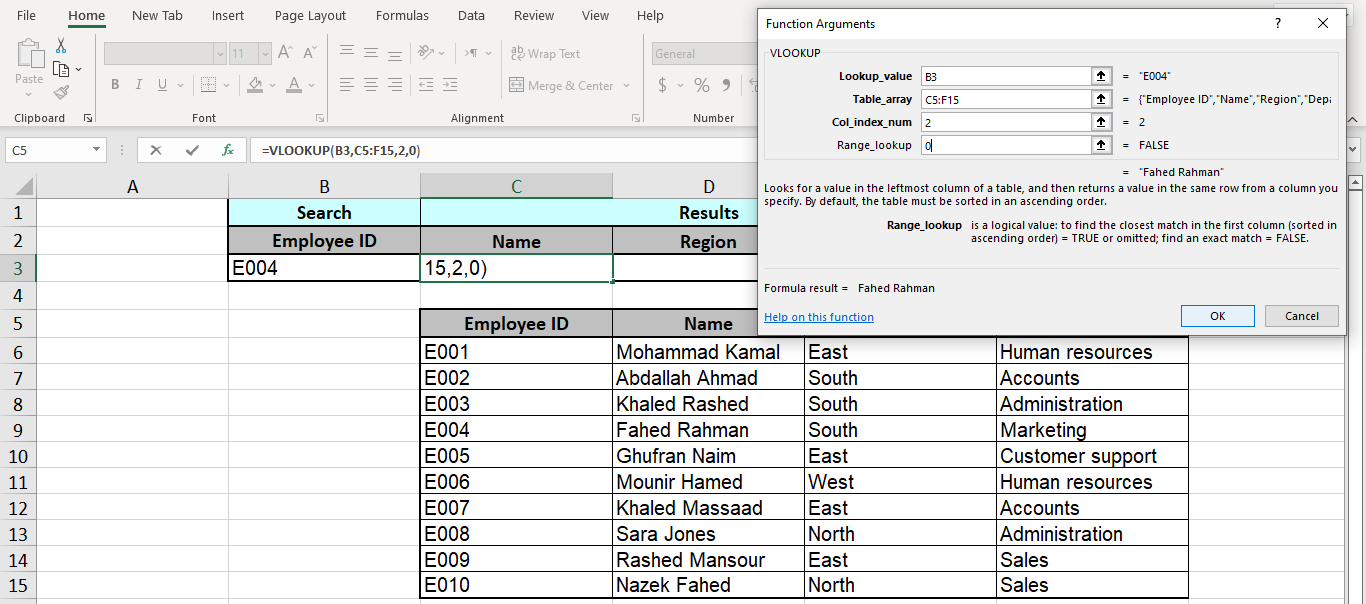 File Home New Tab Insert Page Layout Formulas Data Review View Help
Function Arguments ?
VLOOKUP
Lookup_value B3 = "E004"
Table_array C5:F15 = {"Employee ID","Name","Region","Depa
Col_index_num 2 = 2
Range_lookup 0 = FALSE
= "Fahed Rahman"
Looks for a value in the leftmost column of a table, and then returns a value in the same row from a column you
specify. By default, the table must be sorted in an ascending order.
Range_lookup is a logical value: to find the closest match in the first column (sorted in
ascending order) = TRUE or omitted; find an exact match = FALSE.
Formula result = Fahed Rahman
Help on this function OK Cancel
11 A A ab Wrap Text General
Paste B I U A Merge & Center $ % 9
Clipboard Font Alignment Number
C5 fx =VLOOKUP(B3,C5:F15,2,0)
A B C D
1 Search Results
2 Employee ID Name Region
3 E004 15,2,0)
4
5 Employee ID Name
6 E001 Mohammad Kamal East Human resources
7 E002 Abdallah Ahmad South Accounts
8 E003 Khaled Rashed South Administration
9 E004 Fahed Rahman South Marketing
10 E005 Ghufran Naim East Customer support
11 E006 Mounir Hamed West Human resources
12 E007 Khaled Massaad East Accounts
13 E008 Sara Jones North Administration
14 E009 Rashed Mansour East Sales
15 E010 Nazek Fahed North Sales